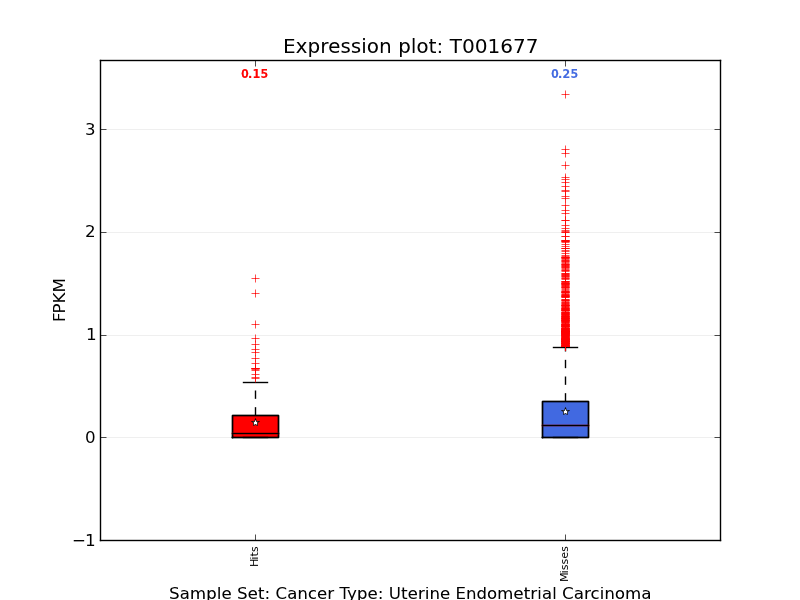 Expression plot: T001677
0.15
0.25
3
2
1
0
−1
FPKM
Hits
Misses
Sample Set: Cancer Type: Uterine Endometrial Carcinoma